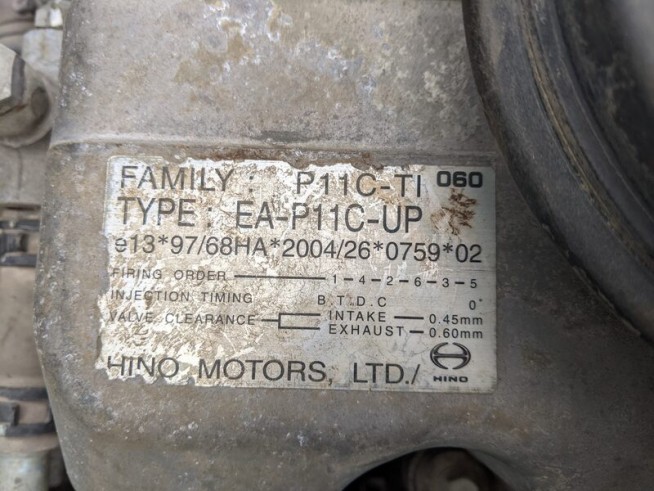 FAMILY : P11C-TI 060
TYPE : EA-P11C-UP
e13*97/68HA*2004/26*0759*02
FIRING ORDER 1-4-2-6-3-5
INJECTION TIMING B.T.D.C 0°
VALVE CLEARANCE INTAKE 0.45mm
EXHAUST 0.60mm
HINO MOTORS, LTD./ HINO